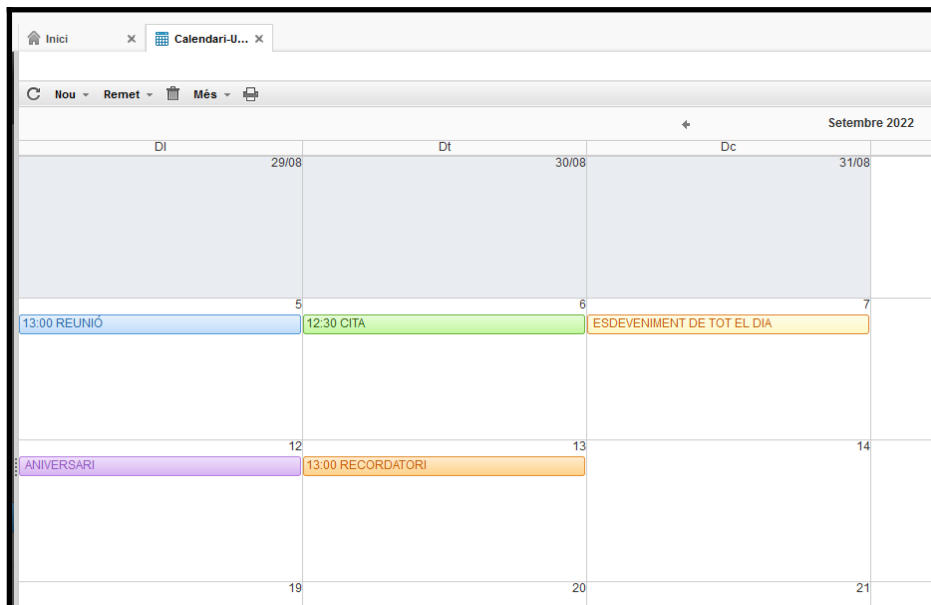 Inici
Calendari-U...
Nou Remet Més
Setembre 2022
Dl Dt Dc
29/08 30/08 31/08
5 6 7
13:00 REUNIÓ 12:30 CITA ESDEVENIMENT DE TOT EL DIA
12 13 14
ANIVERSARI 13:00 RECORDATORI
19 20 21